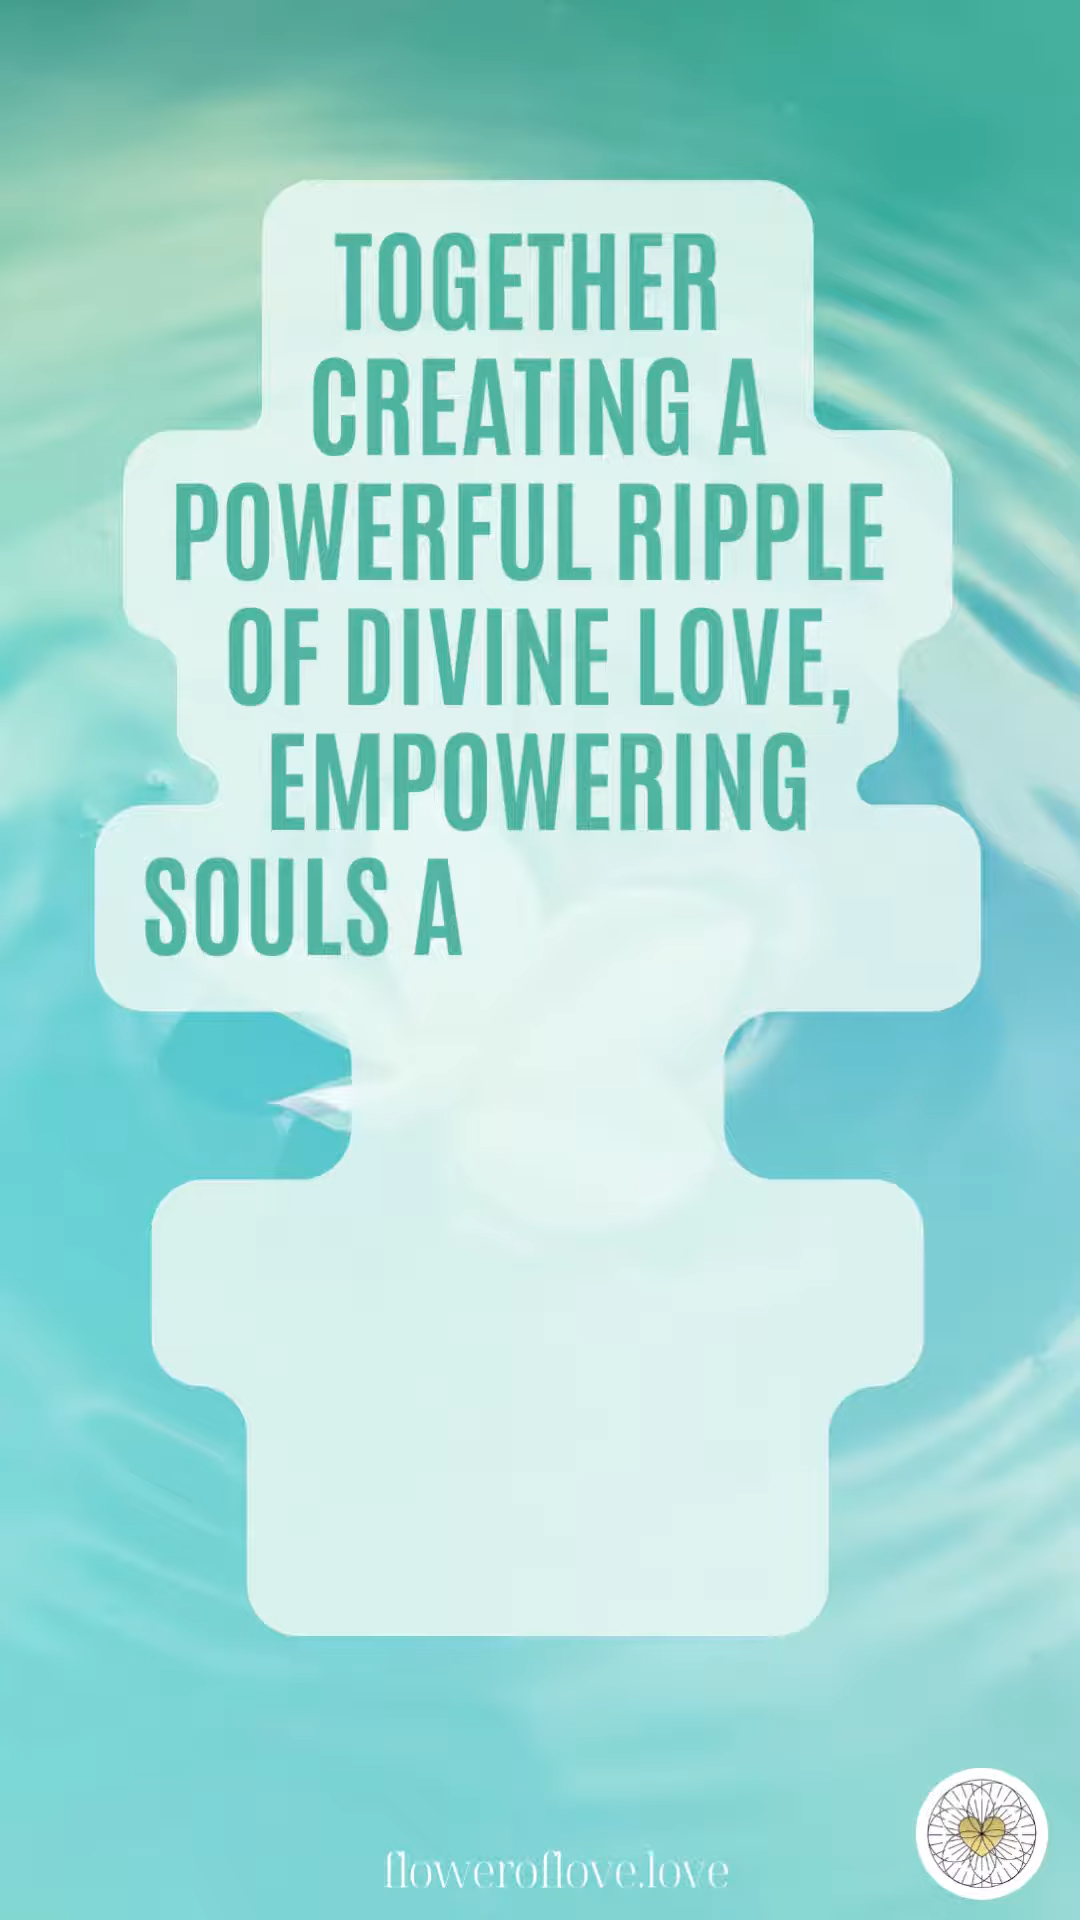 TOGETHER
CREATING A
POWERFUL RIPPLE
OF DIVINE LOVE,
EMPOWERING
SOULS A
floweroflove.love